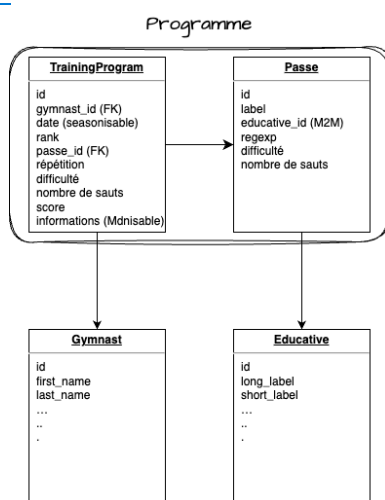 Programme
TrainingProgram
id
gymnast_id (FK)
date (seasonisable)
rank
passe_id (FK)
répétition
difficulté
nombre de sauts
score
informations (Mdnisable)
Passe
id
label
educative_id (M2M)
regexp
difficulté
nombre de sauts
Gymnast
id
first_name
last_name
...
..
.
Educative
id
long_label
short_label
...
..
.